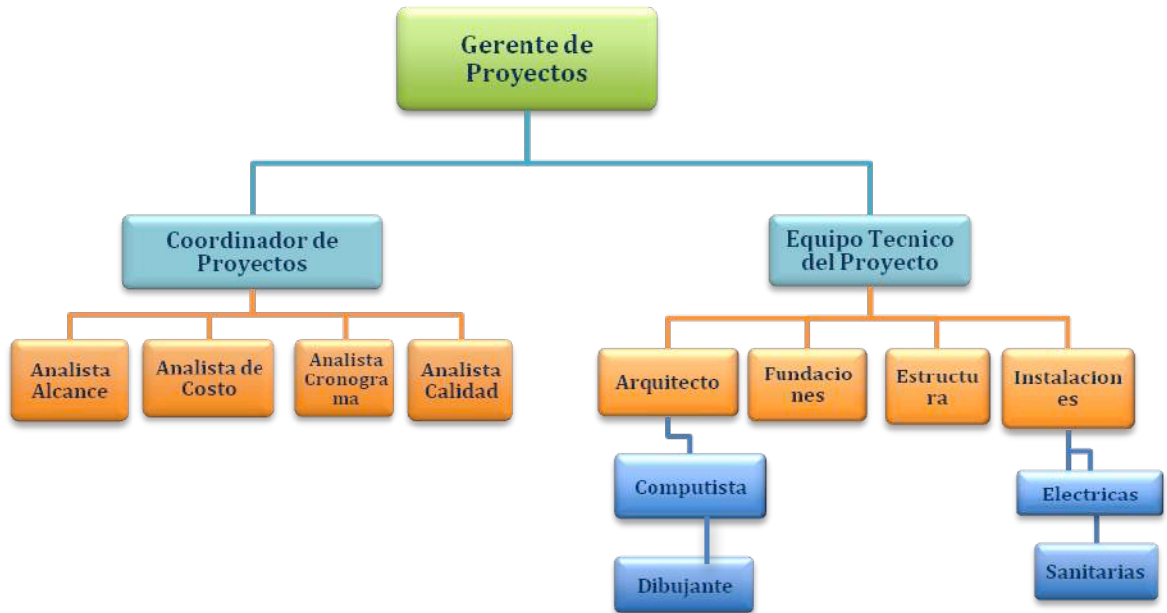 Gerente de
Proyectos
Coordinador de
Proyectos
Equipo Tecnico
del Proyecto
Analista
Alcance
Analista de
Costo
Analista
Cronogra
ma
Analista
Calidad
Arquitecto
Fundacio
nes
Estructu
ra
Instalacion
es
Computista
Electricas
Dibujante
Sanitarias